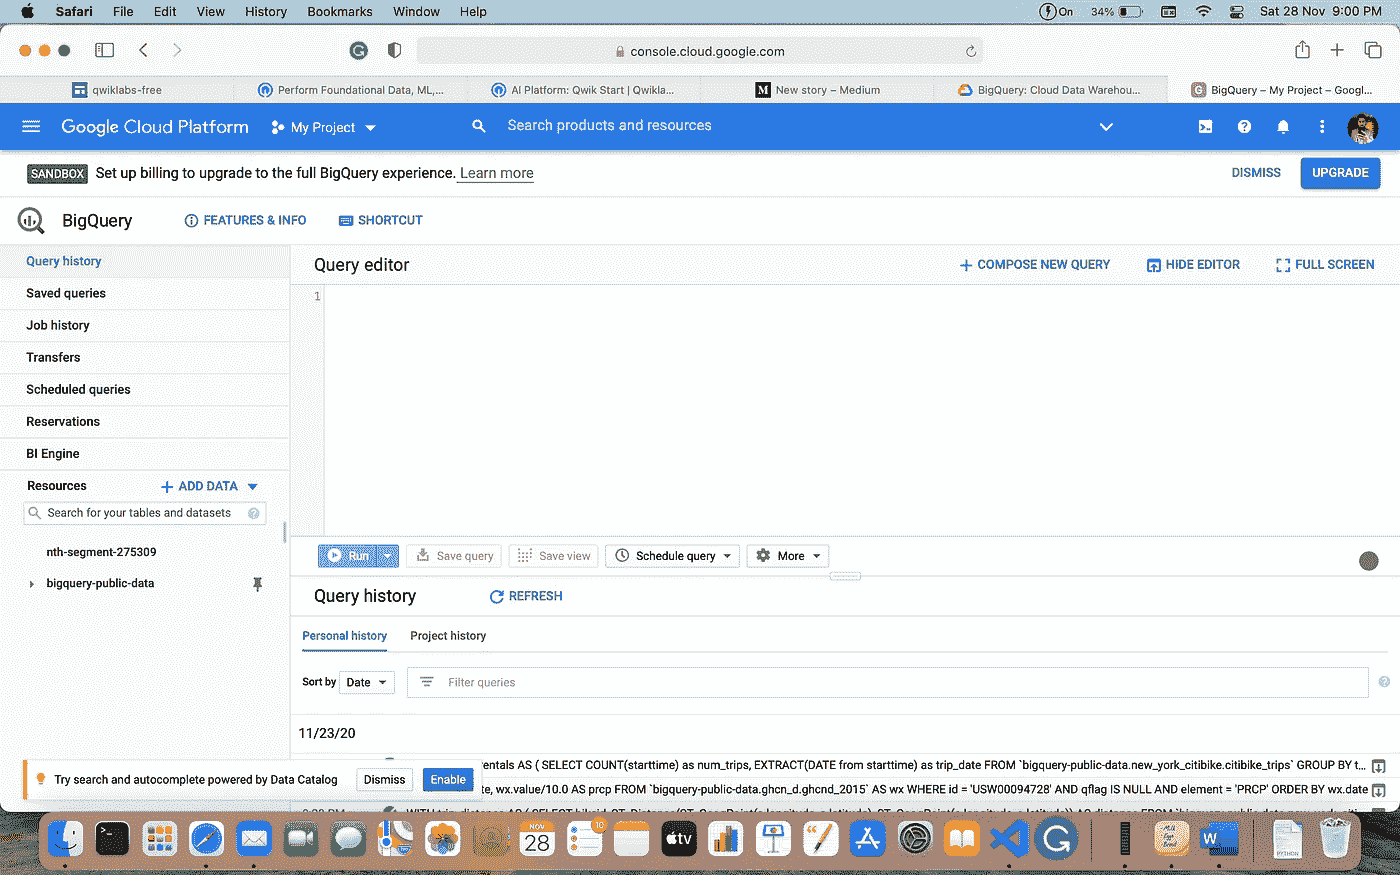 Safari File Edit View History Bookmarks Window Help On 34% Sat 28 Nov 9:00 PM
console.cloud.google.com
qwiklabs-free Perform Foundational Data, ML,... AI Platform: Qwik Start | Qwikla... M New story – Medium BigQuery: Cloud Data Warehou... BigQuery – My Project – Googl...
Google Cloud Platform My Project Search products and resources
SANDBOX Set up billing to upgrade to the full BigQuery experience. Learn more DISMISS UPGRADE
BigQuery FEATURES & INFO SHORTCUT
Query history
Saved queries
Job history
Transfers
Scheduled queries
Reservations
BI Engine
Resources + ADD DATA
Search for your tables and datasets
nth-segment-275309
bigquery-public-data
Query editor + COMPOSE NEW QUERY HIDE EDITOR FULL SCREEN
1
Run Save query Save view Schedule query More
Query history REFRESH
Personal history Project history
Sort by Date Filter queries
11/23/20
rentals AS ( SELECT COUNT(starttime) as num_trips, EXTRACT(DATE from starttime) as trip_date FROM `bigquery-public-data.new_york_citibike.citibike_trips` GROUP BY t...
te, wx.value/10.0 AS prcp FROM `bigquery-public-data.ghcn_d.ghcnd_2015` AS wx WHERE id = 'USW00094728' AND qflag IS NULL AND element = 'PRCP' ORDER BY wx.date
Try search and autocomplete powered by Data Catalog Dismiss Enable
NOV
28
10
tv
W
PYTHON